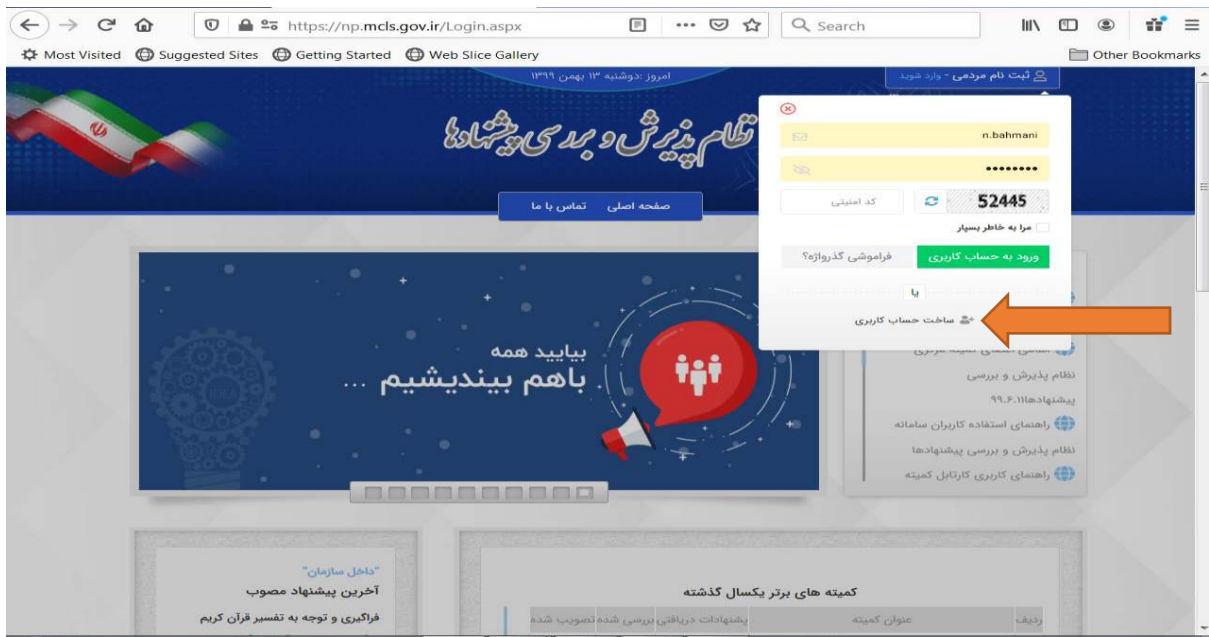 https://np.mcls.gov.ir/Login.aspx
Search
Most Visited
Suggested Sites
Getting Started
Web Slice Gallery
Other Bookmarks
ثبت نام مردمی - وارد شوید
امروز :دوشنبه ۱۳ بهمن ۱۳۹۹
نظام پذیرش و بررسی پیشنهادها
صفحه اصلی
تماس با ما
n.bahmani
••••••••
52445
کد امنیتی
مرا به خاطر بسپار
ورود به حساب کاربری
فراموشی گذرواژه؟
یا
ساخت حساب کاربری
بیایید همه
باهم بیندیشیم ...
IDEA
نظام پذیرش و بررسی
پیشنهادها۹۹.۶.۱۱
راهنمای استفاده کاربران سامانه
نظام پذیرش و بررسی پیشنهادها
راهنمای کاربری کارتابل کمیته
"داخل سازمان"
آخرین پیشنهاد مصوب
فراگیری و توجه به تفسیر قرآن کریم
کمیته های برتر یکسال گذشته
ردیف
عنوان کمیته
پیشنهادات دریافتی
بررسی شده
تصویب شده